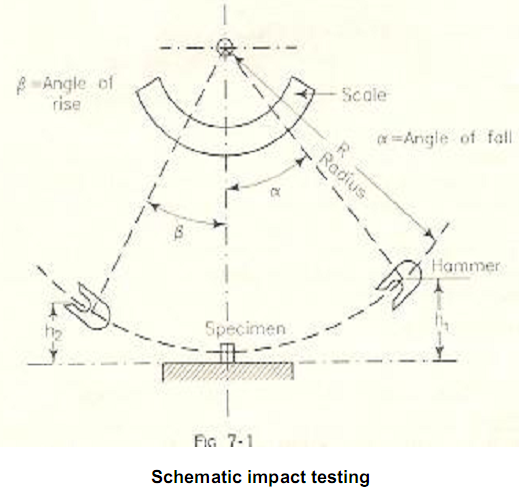 β=Angle of
rise
Scale
α=Angle of fall
R
Radius
α
β
Hammer
h₂
h₁
Specimen
Fig 7-1
Schematic impact testing